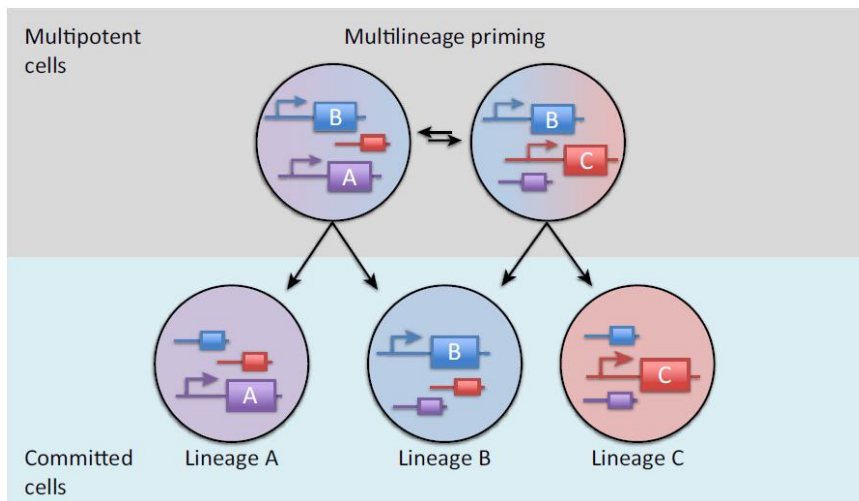 Multipotent
cells
Multilineage priming
B
A
B
C
A
B
C
Committed
cells
Lineage A
Lineage B
Lineage C